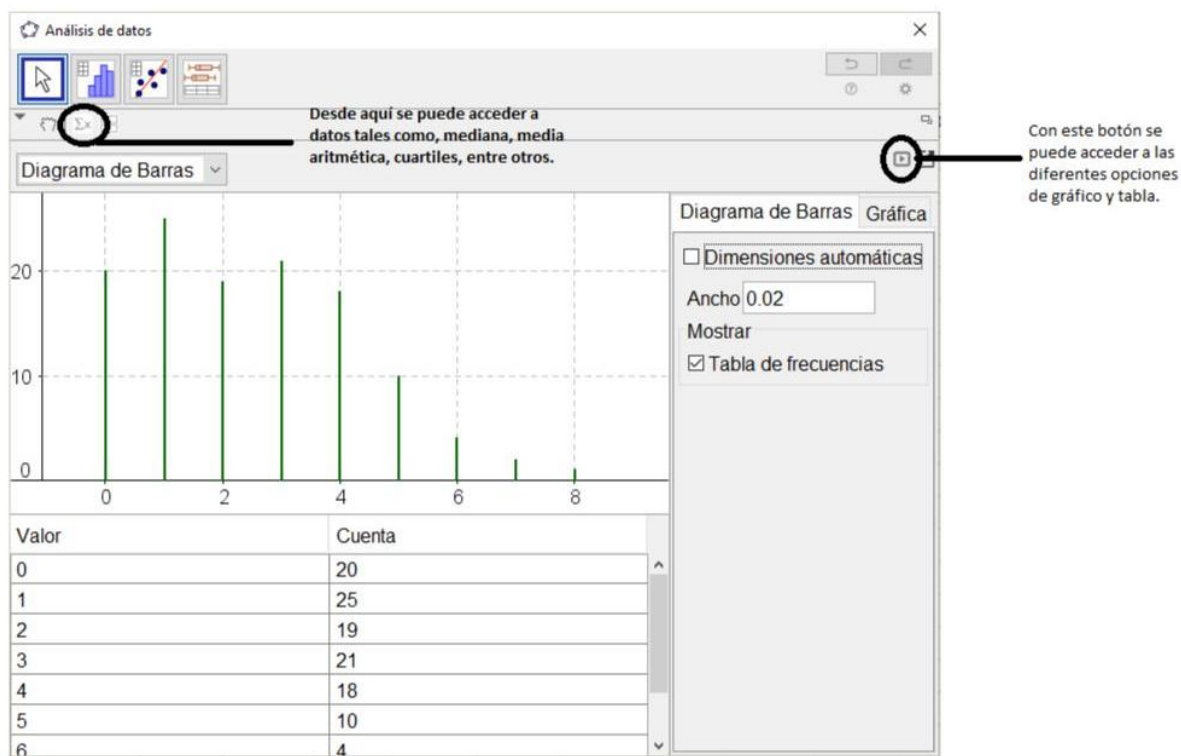 Análisis de datos
Σx
Desde aquí se puede acceder a
datos tales como, mediana, media
aritmética, cuartiles, entre otros.
Con este botón se
puede acceder a las
diferentes opciones
de gráfico y tabla.
Diagrama de Barras
20
10
0
0 2 4 6 8
Diagrama de Barras Gráfica
Dimensiones automáticas
Ancho 0.02
Mostrar
Tabla de frecuencias
Valor Cuenta
0 20
1 25
2 19
3 21
4 18
5 10
6 4